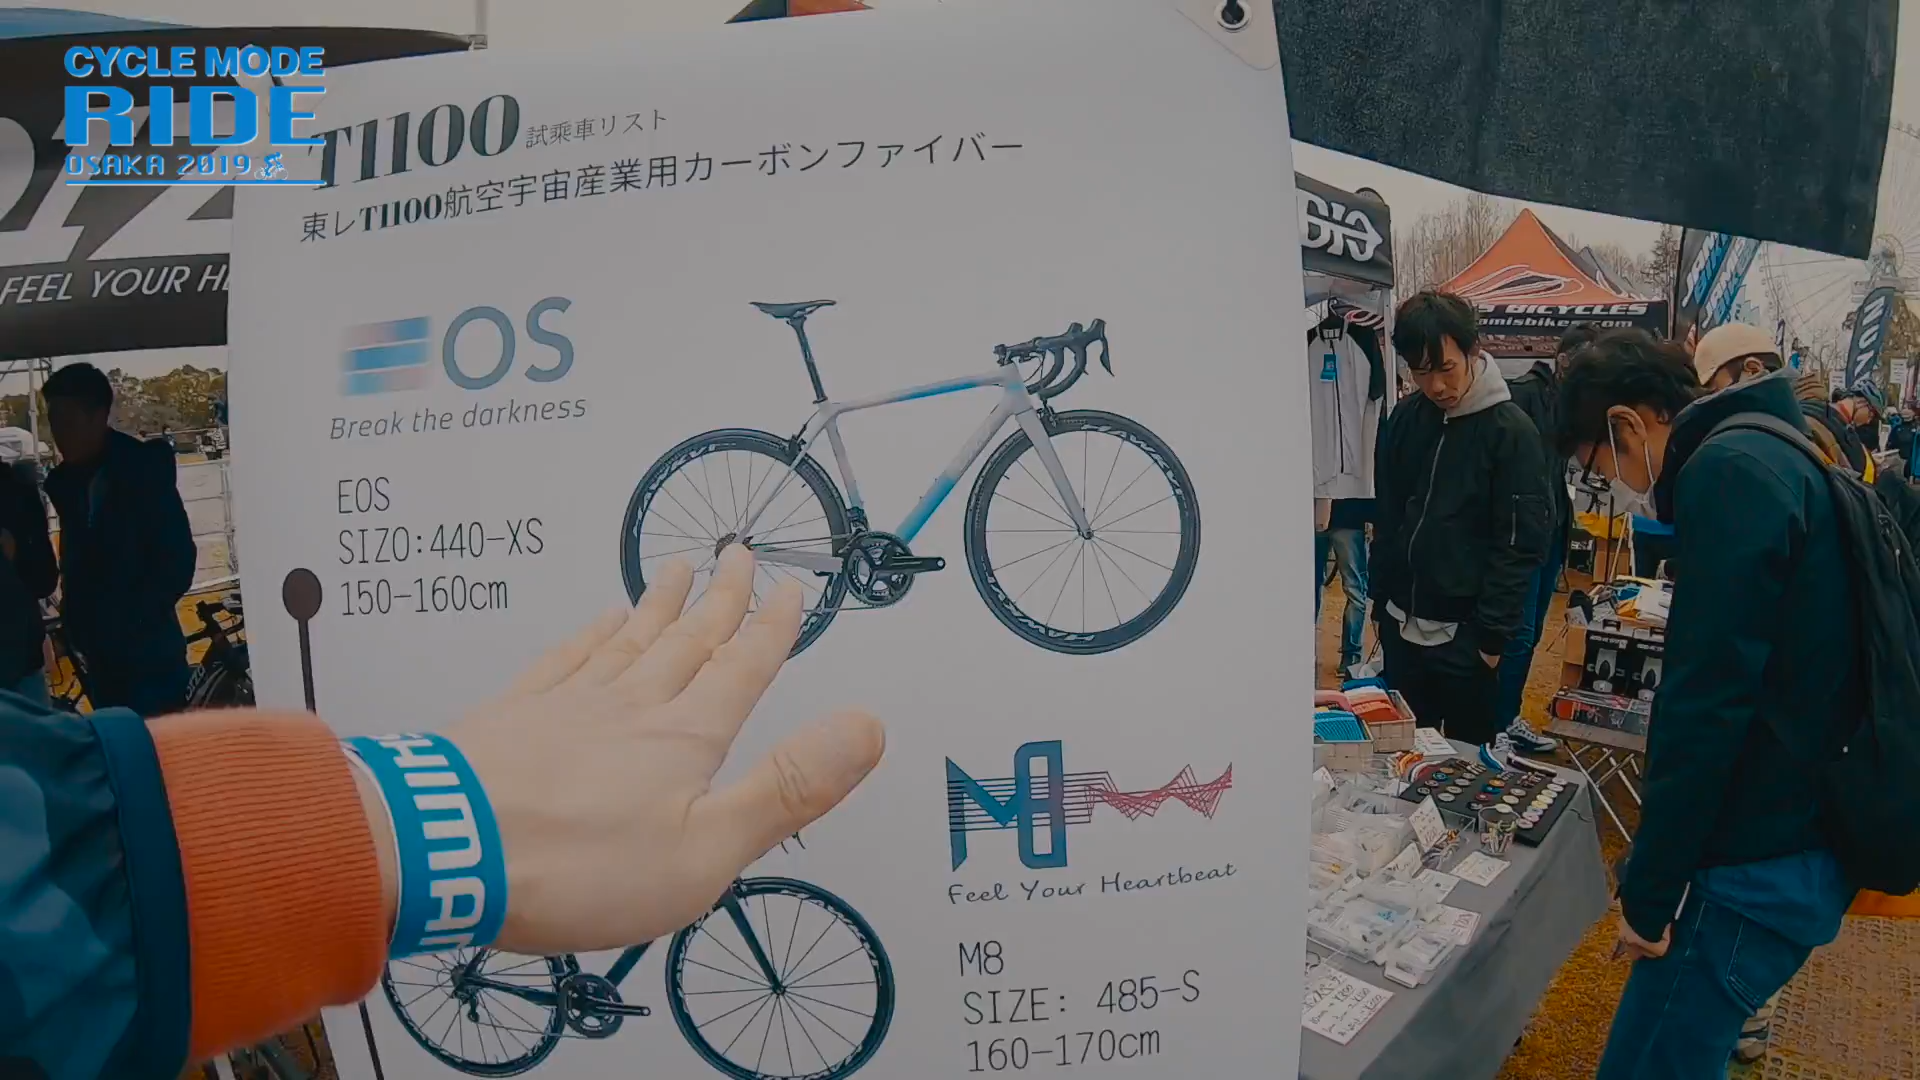 CYCLE MODE
RIDE
OSAKA 2019
T1100 試乗車リスト
東レT1100航空宇宙産業用カーボンファイバー
FEEL YOUR
EOS
Break the darkness
EOS
SIZO:440-XS
150-160cm
SHIMAN
M8
Feel Your Heartbeat
M8
SIZE: 485-S
160-170cm
BICYCLES
amisbikes.com